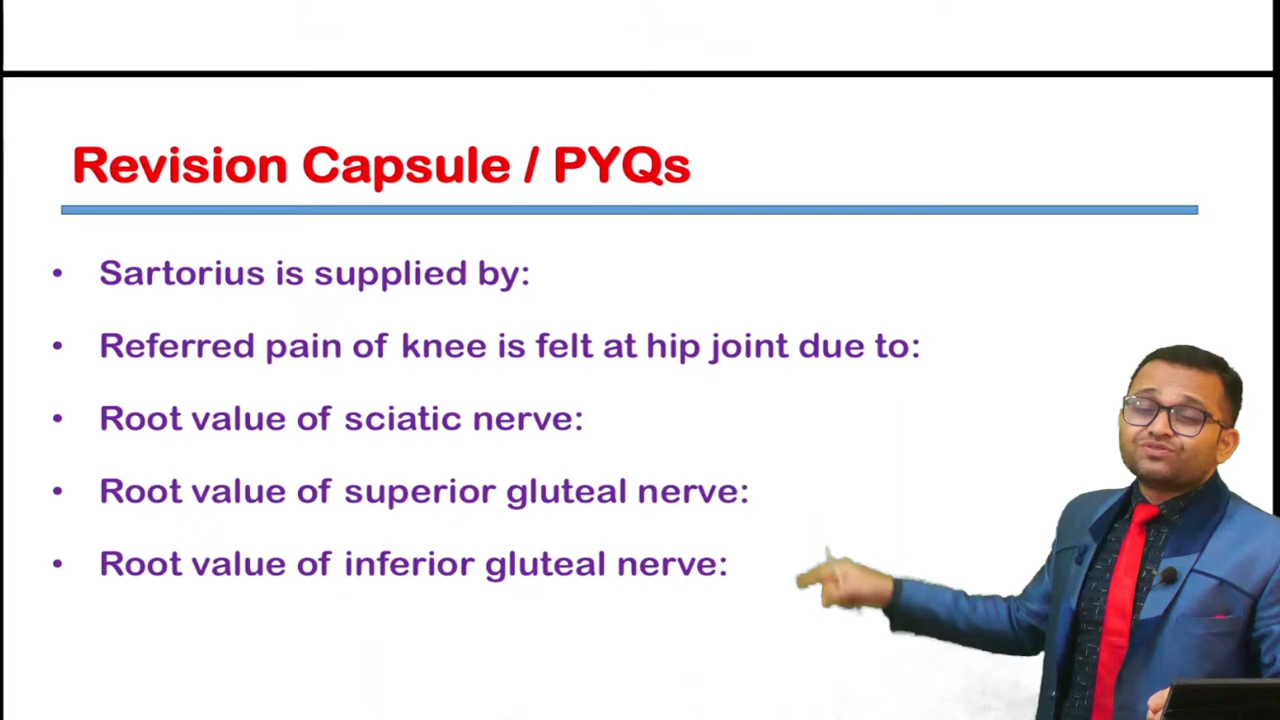 Revision Capsule / PYQs
• Sartorius is supplied by:
• Referred pain of knee is felt at hip joint due to:
• Root value of sciatic nerve:
• Root value of superior gluteal nerve:
• Root value of inferior gluteal nerve: